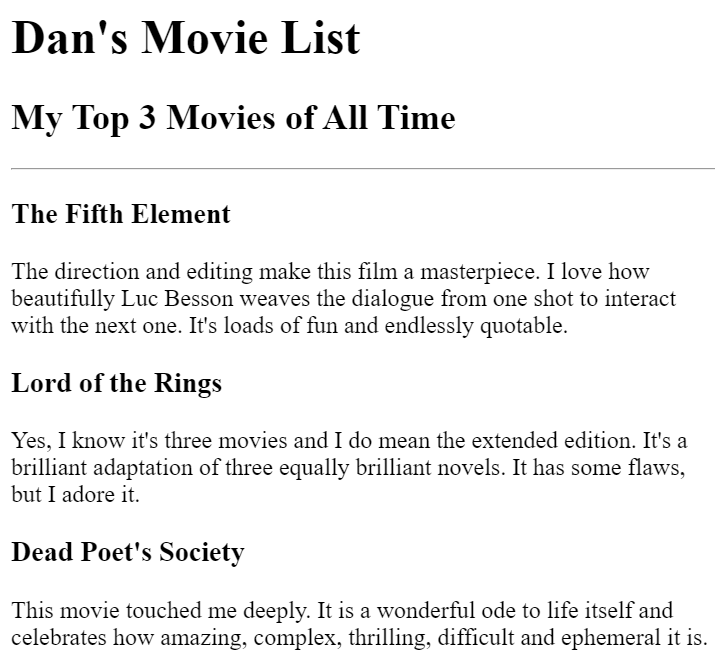 Dan's Movie List
My Top 3 Movies of All Time
The Fifth Element
The direction and editing make this film a masterpiece. I love how
beautifully Luc Besson weaves the dialogue from one shot to interact
with the next one. It's loads of fun and endlessly quotable.
Lord of the Rings
Yes, I know it's three movies and I do mean the extended edition. It's a
brilliant adaptation of three equally brilliant novels. It has some flaws,
but I adore it.
Dead Poet's Society
This movie touched me deeply. It is a wonderful ode to life itself and
celebrates how amazing, complex, thrilling, difficult and ephemeral it is.